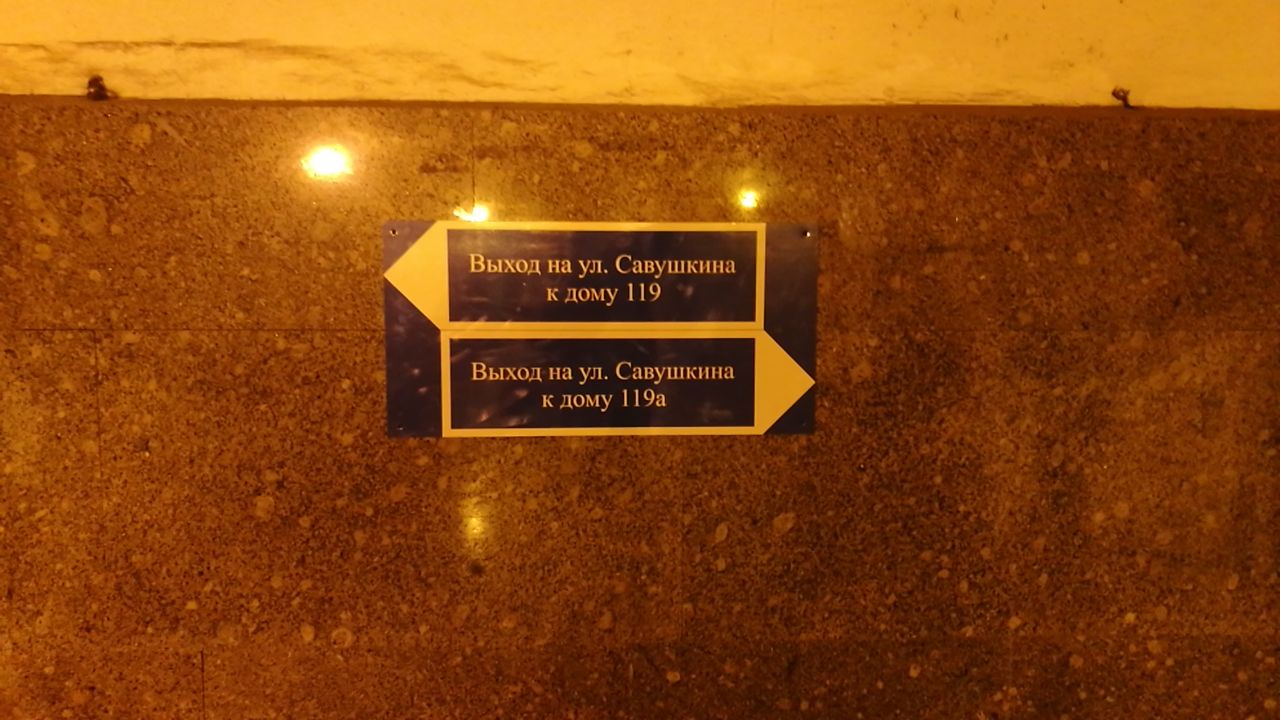 Выход на ул. Савушкина
к дому 119
Выход на ул. Савушкина
к дому 119а